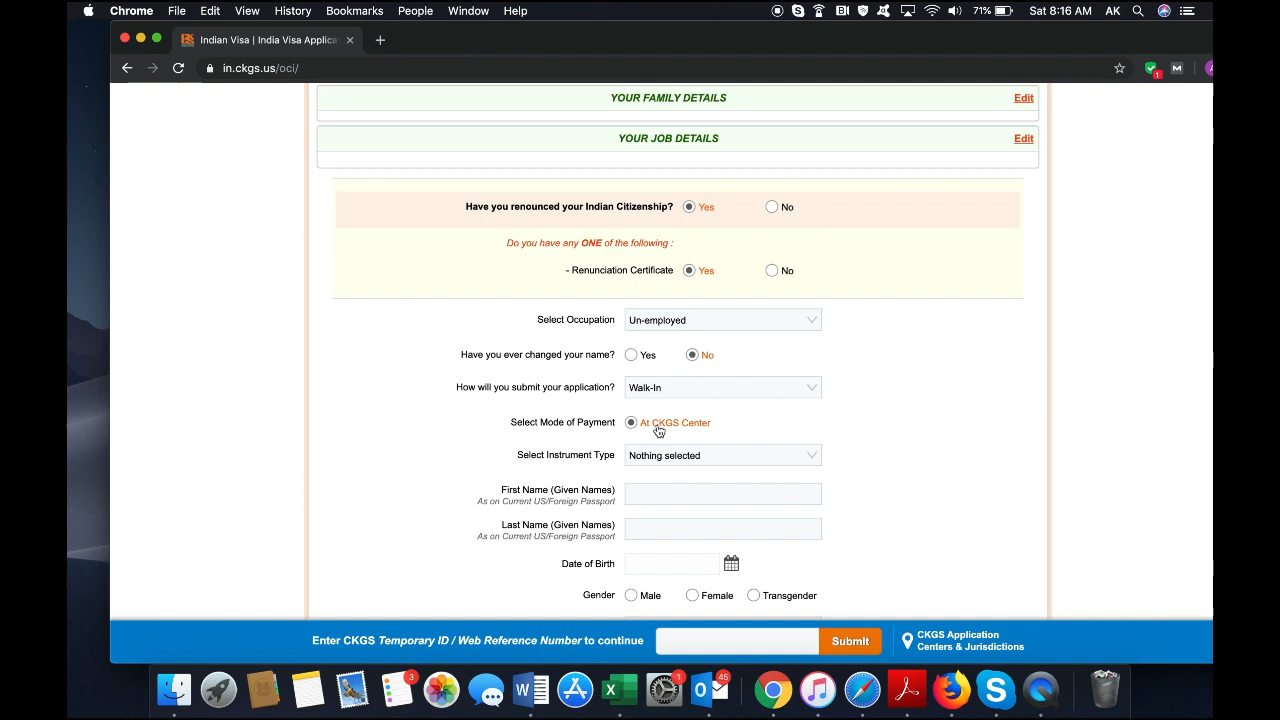 Chrome File Edit View History Bookmarks People Window Help 71% Sat 8:16 AM AK
Indian Visa | India Visa Applica
in.ckgs.us/oci/ 1
YOUR FAMILY DETAILS Edit
YOUR JOB DETAILS Edit
Have you renounced your Indian Citizenship? Yes No
Do you have any ONE of the following :
- Renunciation Certificate Yes No
Select Occupation Un-employed
Have you ever changed your name? Yes No
How will you submit your application? Walk-In
Select Mode of Payment At CKGS Center
Select Instrument Type Nothing selected
First Name (Given Names)
As on Current US/Foreign Passport
Last Name (Given Names)
As on Current US/Foreign Passport
Date of Birth
Gender Male Female Transgender
Enter CKGS Temporary ID / Web Reference Number to continue Submit
CKGS Application
Centers & Jurisdictions
3 1 45